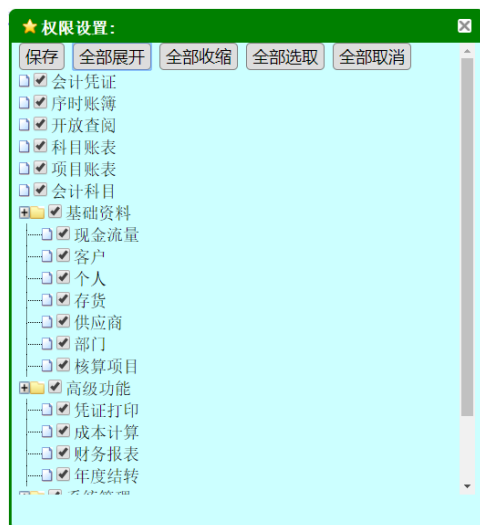 权限设置：
保存 全部展开 全部收缩 全部选取 全部取消
会计凭证
序时账簿
开放查阅
科目账表
项目账表
会计科目
基础资料
现金流量
客户
个人
存货
供应商
部门
核算项目
高级功能
凭证打印
成本计算
财务报表
年度结转
系统管理